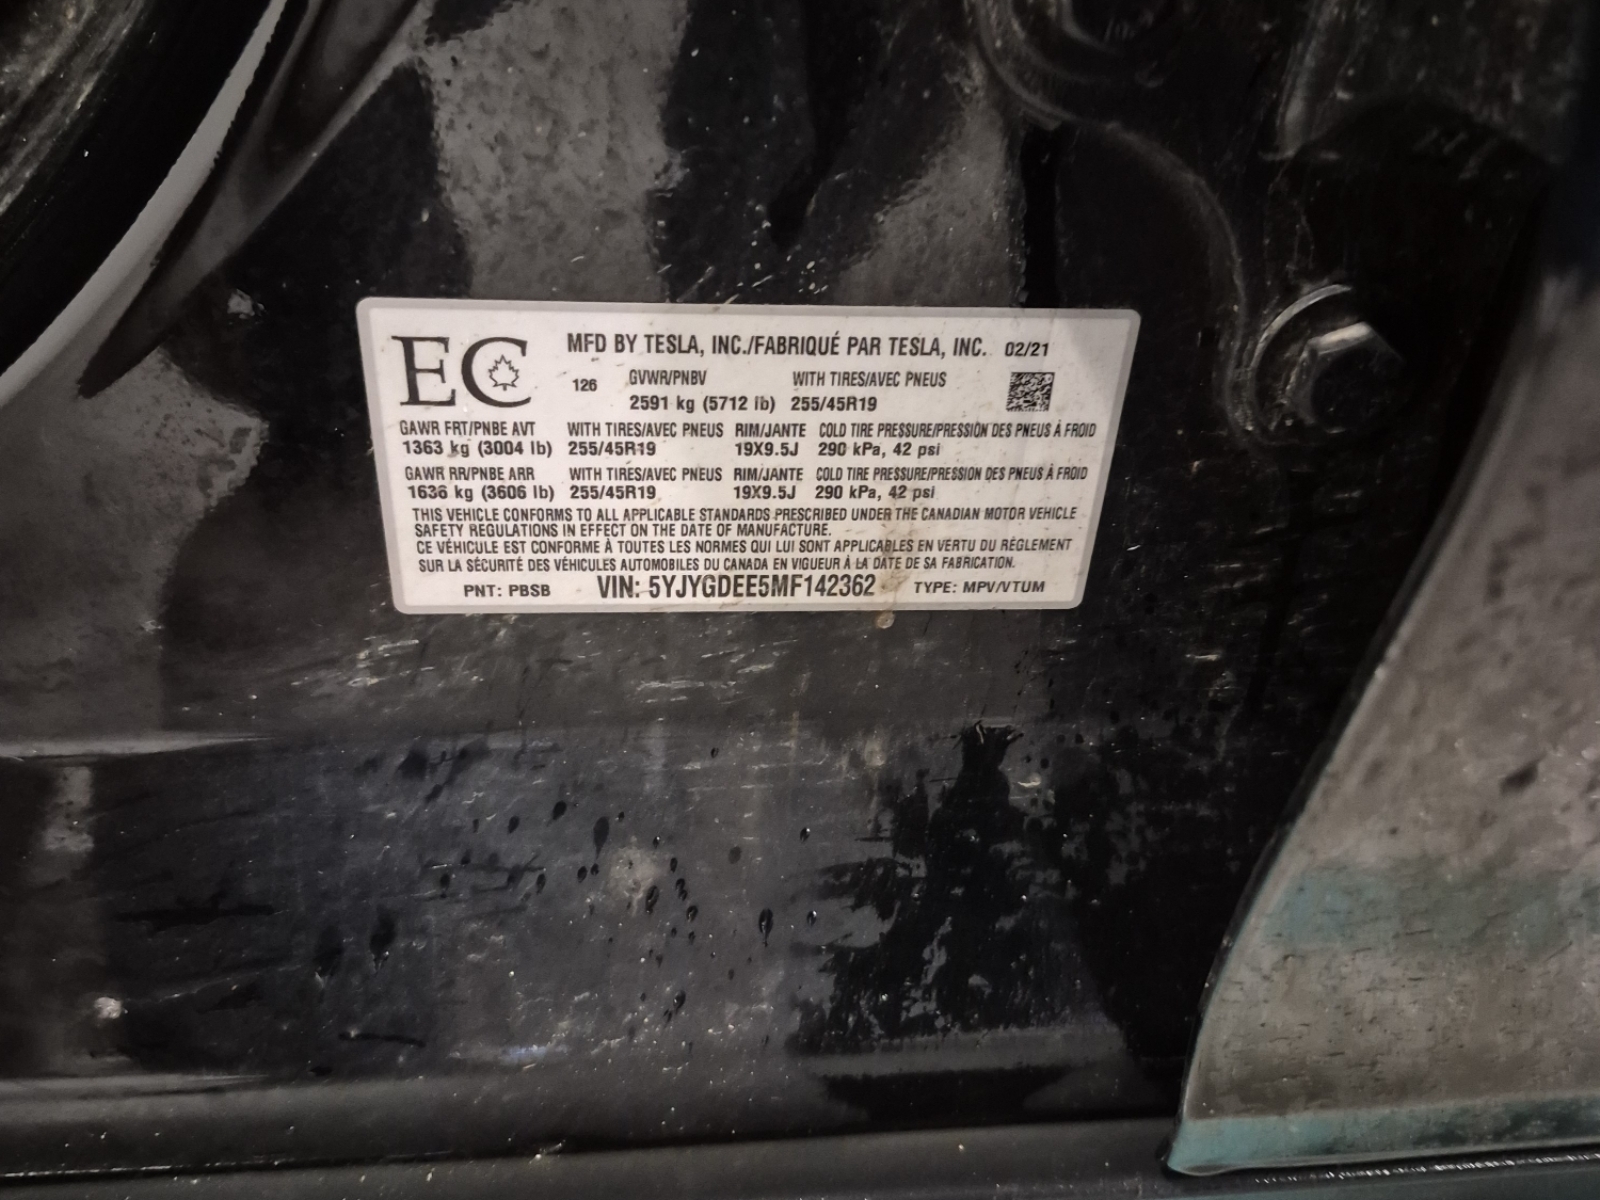 EC MFD BY TESLA, INC./FABRIQUÉ PAR TESLA, INC. 02/21
126 GVWR/PNBV WITH TIRES/AVEC PNEUS
2591 kg (5712 lb) 255/45R19
GAWR FRT/PNBE AVT WITH TIRES/AVEC PNEUS RIM/JANTE COLD TIRE PRESSURE/PRESSION DES PNEUS À FROID
1363 kg (3004 lb) 255/45R19 19X9.5J 290 kPa, 42 psi
GAWR RR/PNBE ARR WITH TIRES/AVEC PNEUS RIM/JANTE COLD TIRE PRESSURE/PRESSION DES PNEUS À FROID
1636 kg (3606 lb) 255/45R19 19X9.5J 290 kPa, 42 psi
THIS VEHICLE CONFORMS TO ALL APPLICABLE STANDARDS PRESCRIBED UNDER THE CANADIAN MOTOR VEHICLE
SAFETY REGULATIONS IN EFFECT ON THE DATE OF MANUFACTURE.
CE VÉHICULE EST CONFORME À TOUTES LES NORMES QUI LUI SONT APPLICABLES EN VERTU DU RÈGLEMENT
SUR LA SÉCURITÉ DES VÉHICULES AUTOMOBILES DU CANADA EN VIGUEUR À LA DATE DE SA FABRICATION.
PNT: PBSB VIN: 5YJYGDEE5MF142362 TYPE: MPV/VTUM